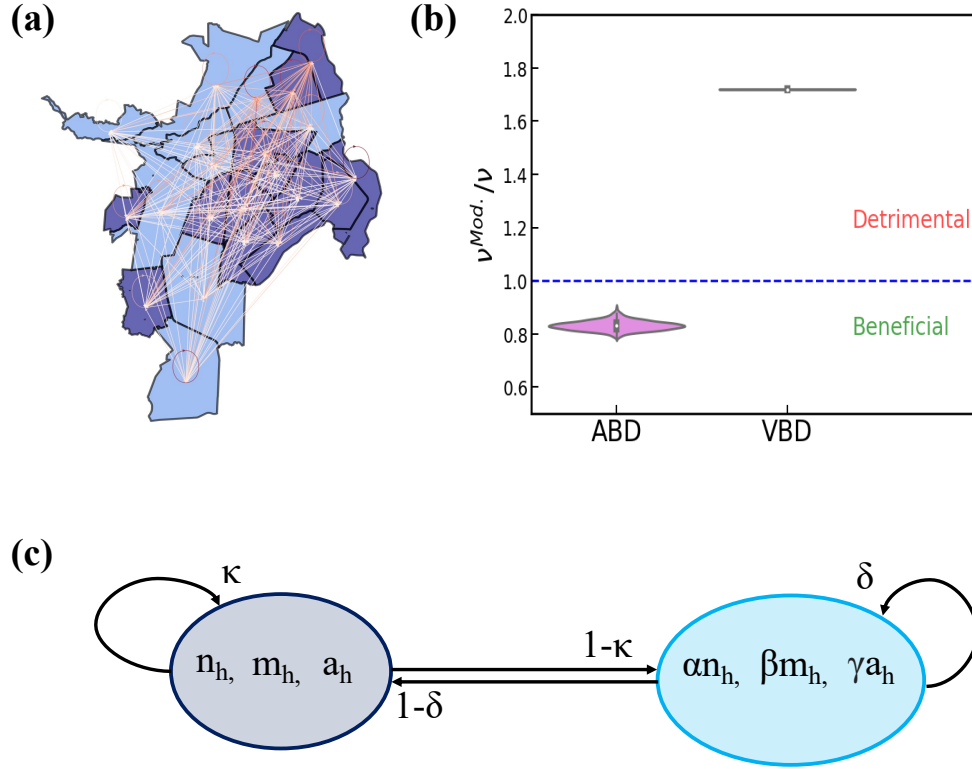 (a)
(b)
2.0
1.8
1.6
1.4
1.2
1.0
0.8
0.6
ν^Mod. /ν
Detrimental
Beneficial
ABD
VBD
(c)
κ
δ
n_h, m_h, a_h
1-κ
1-δ
αn_h, βm_h, γa_h